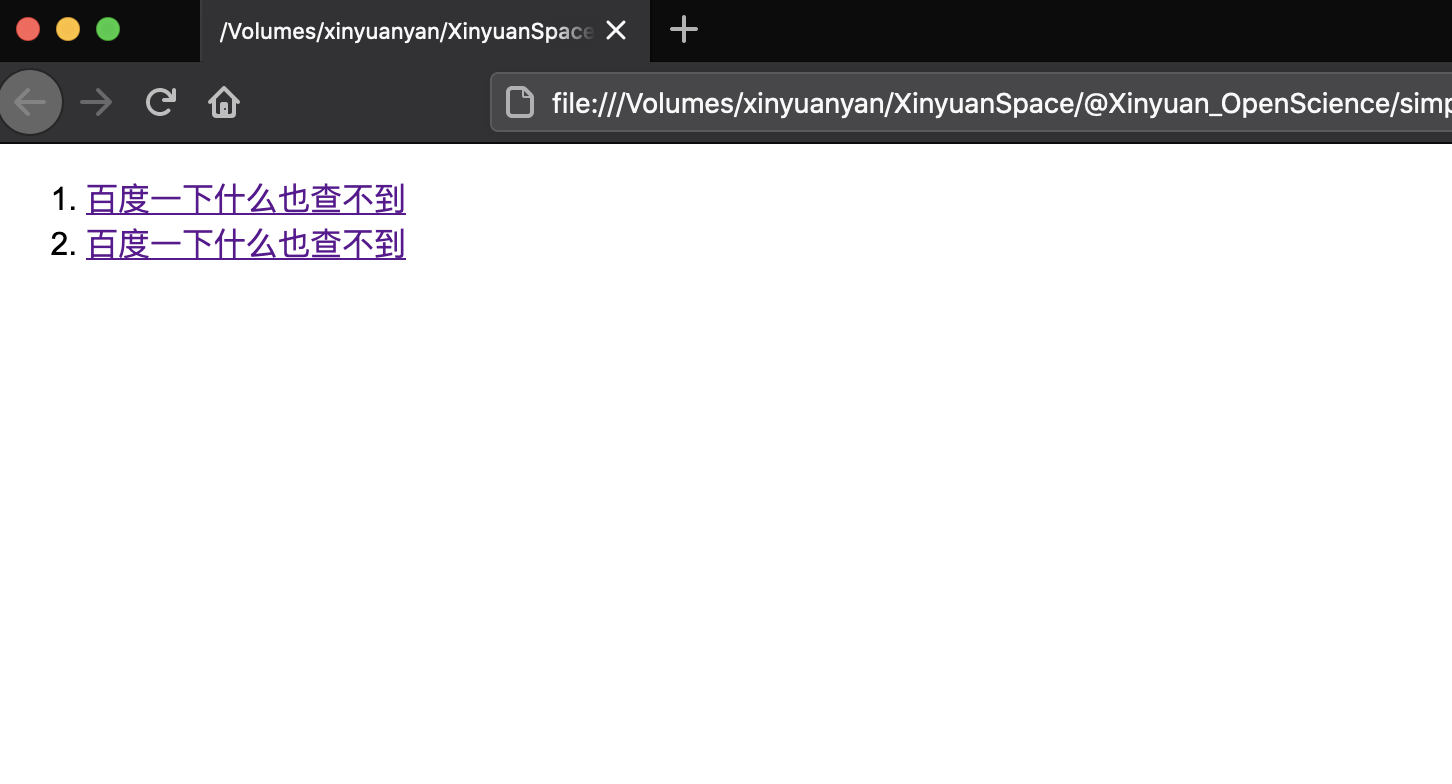 /Volumes/xinyuanyan/XinyuanSpace
file:///Volumes/xinyuanyan/XinyuanSpace/@Xinyuan_OpenScience/simp
1. 百度一下什么也查不到
2. 百度一下什么也查不到